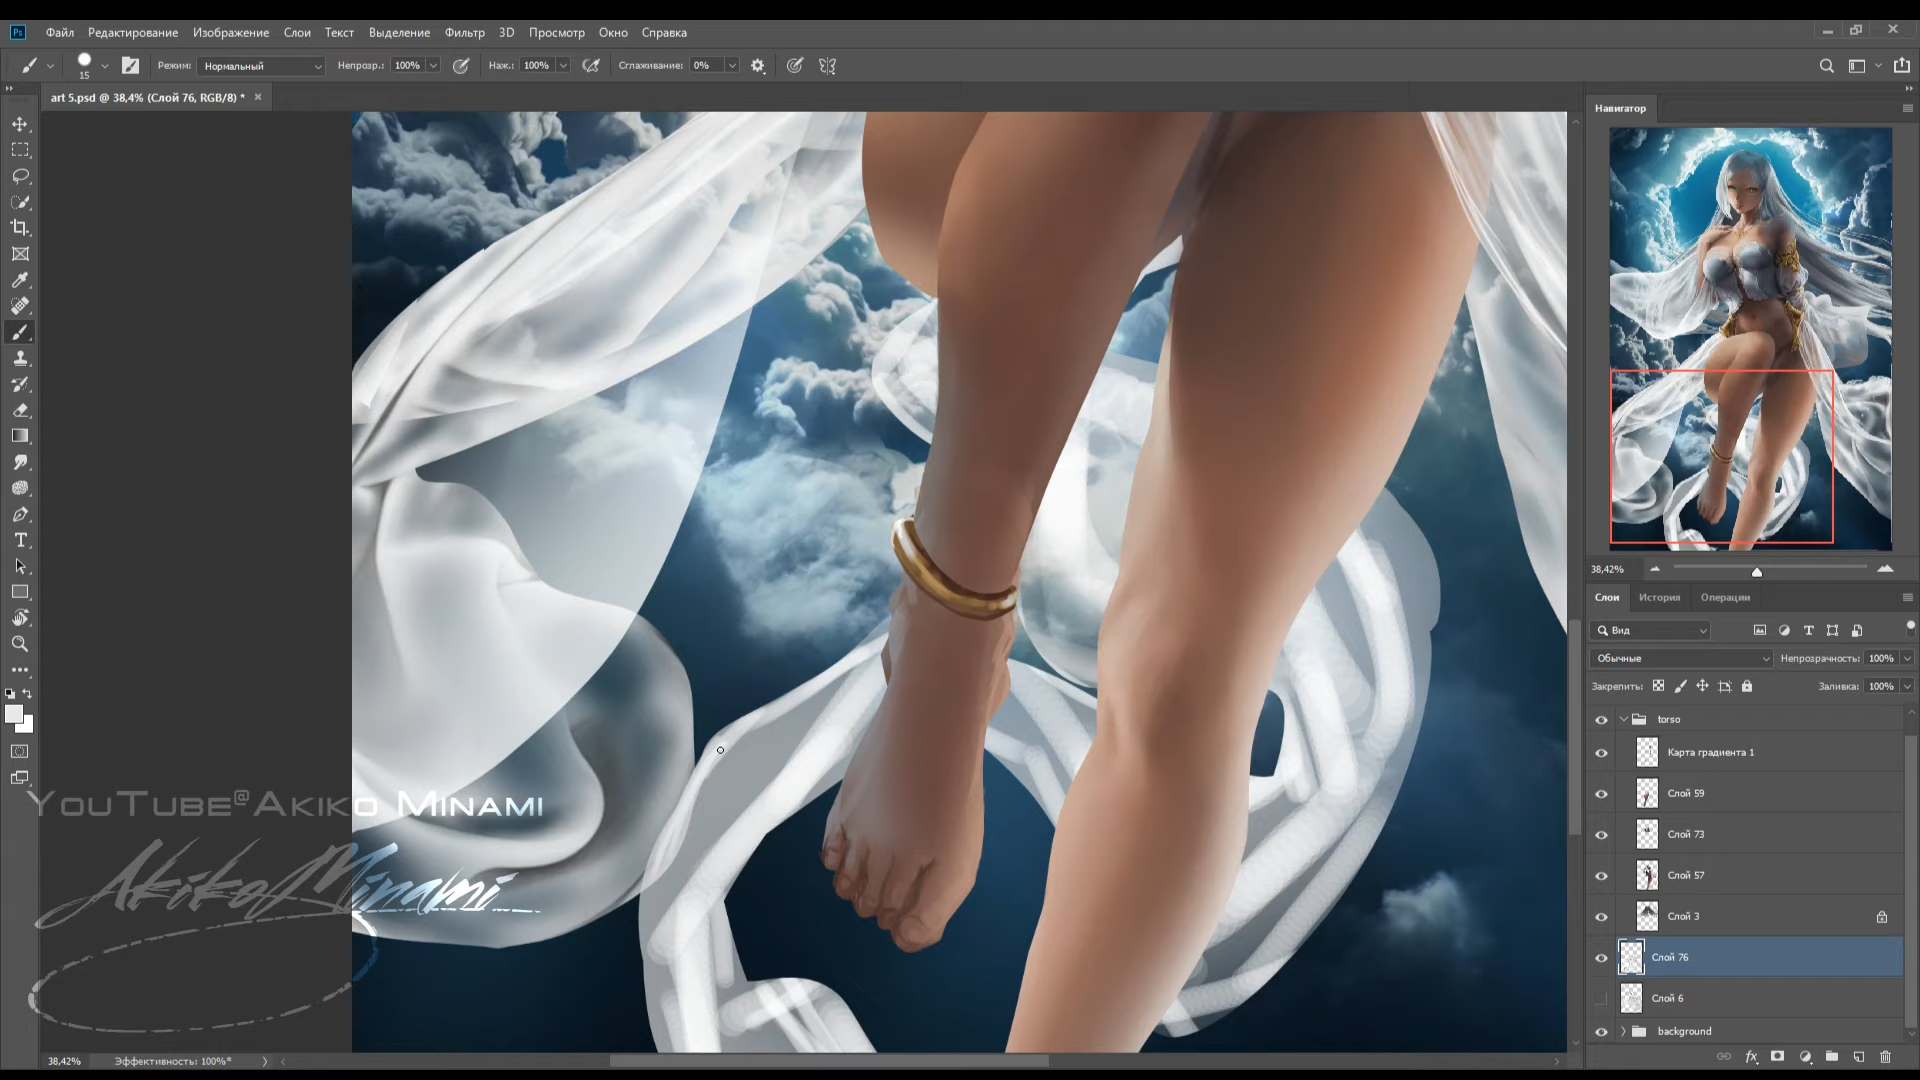 Ps Файл Редактирование Изображение Слои Текст Выделение Фильтр 3D Просмотр Окно Справка
15 Режим: Нормальный Непрозр.: 100% Наж.: 100% Сглаживание: 0%
art 5.psd @ 38,4% (Слой 76, RGB/8) *
Навигатор
38,42%
Слои История Операции
Вид
Обычные Непрозрачность: 100%
Закрепить: Заливка: 100%
torso
Карта градиента 1
Слой 59
Слой 73
Слой 57
Слой 3
Слой 76
Слой 6
background
YouTube@Akiko Minami
Akiko Minami
38,42% Эффективность: 100%*